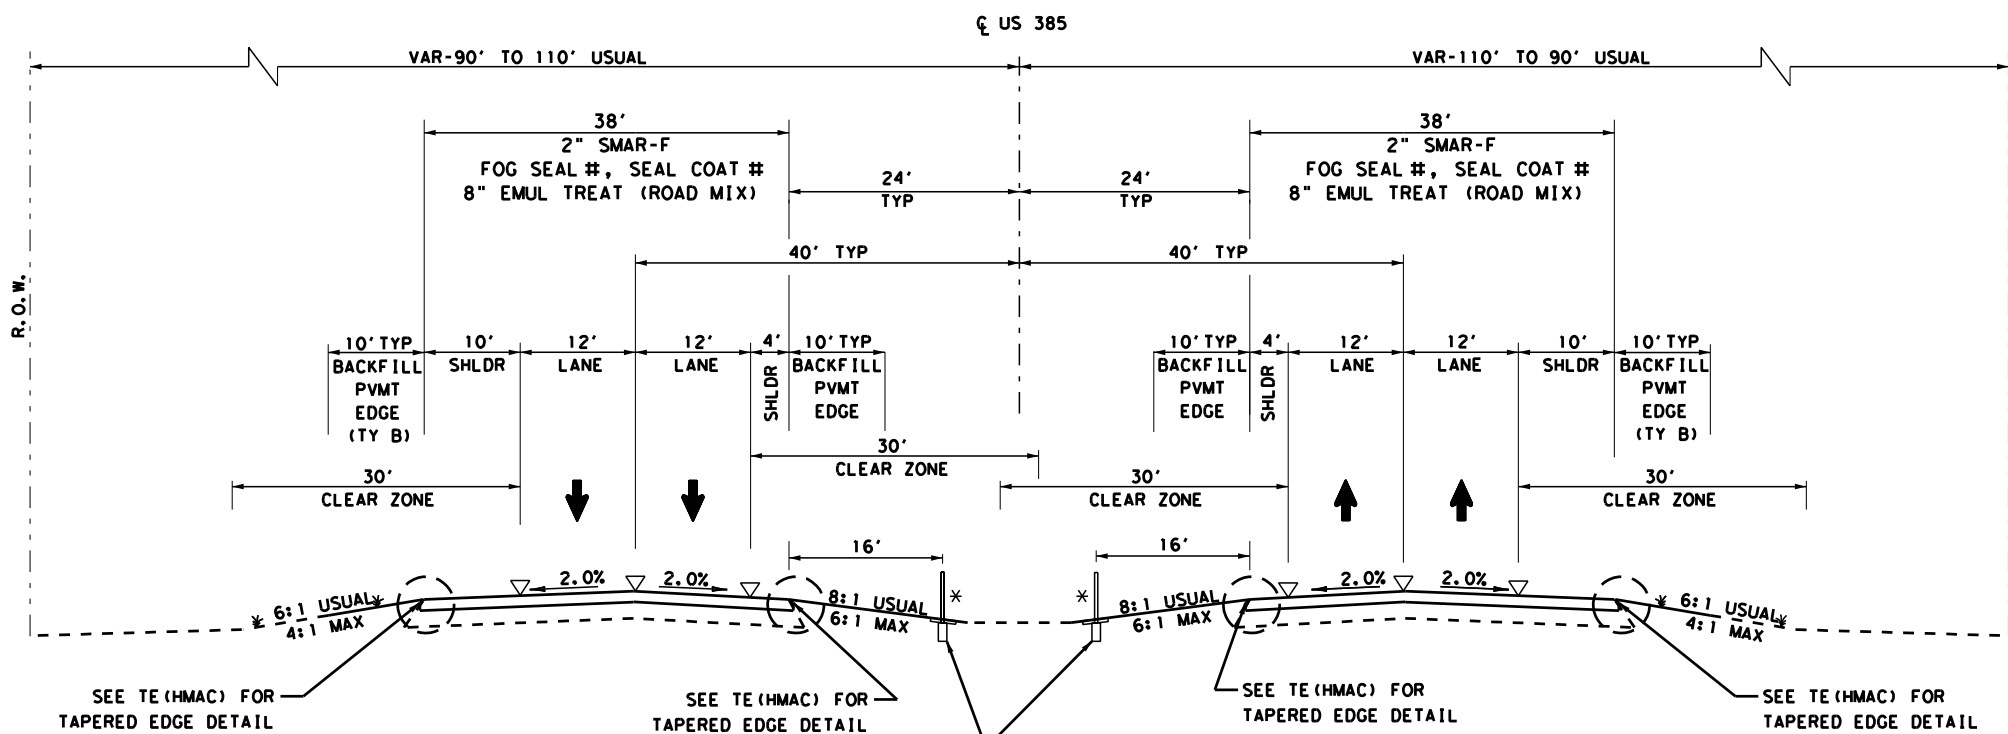 ℄ US 385
VAR-90' TO 110' USUAL
VAR-110' TO 90' USUAL
38'
2" SMAR-F
FOG SEAL #, SEAL COAT #
8" EMUL TREAT (ROAD MIX)
38'
2" SMAR-F
FOG SEAL #, SEAL COAT #
8" EMUL TREAT (ROAD MIX)
24'
TYP
24'
TYP
40' TYP
40' TYP
R.O.W.
10' TYP
BACKFILL
PVMT
EDGE
(TY B)
10'
SHLDR
12'
LANE
12'
LANE
4'
SHLDR
10' TYP
BACKFILL
PVMT
EDGE
10' TYP
BACKFILL
PVMT
EDGE
4'
SHLDR
12'
LANE
12'
LANE
10'
SHLDR
10' TYP
BACKFILL
PVMT
EDGE
(TY B)
30'
CLEAR ZONE
30'
CLEAR ZONE
30'
CLEAR ZONE
30'
CLEAR ZONE
16'
16'
* 6:1 USUAL *
4:1 MAX
2.0%
2.0%
8:1 USUAL
6:1 MAX
*
*
8:1 USUAL
6:1 MAX
2.0%
2.0%
* 6:1 USUAL *
4:1 MAX
SEE TE(HMAC) FOR
TAPERED EDGE DETAIL
SEE TE(HMAC) FOR
TAPERED EDGE DETAIL
SEE TE(HMAC) FOR
TAPERED EDGE DETAIL
SEE TE(HMAC) FOR
TAPERED EDGE DETAIL